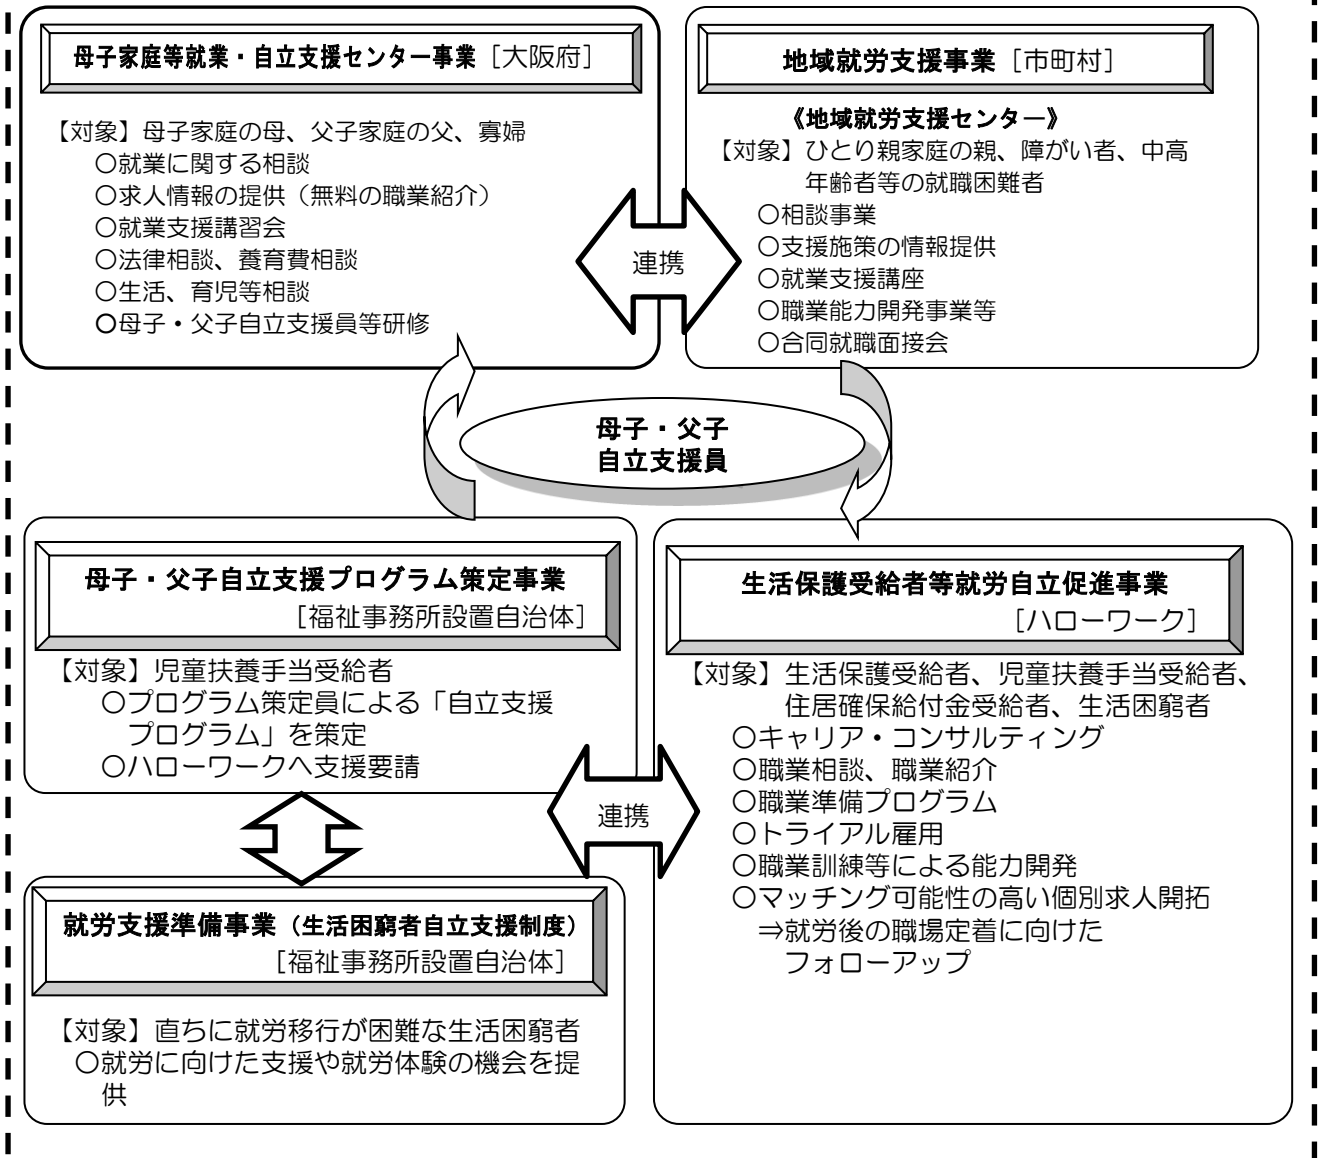 母子家庭等就業・自立支援センター事業［大阪府］
【対象】母子家庭の母、父子家庭の父、寡婦
○就業に関する相談
○求人情報の提供（無料の職業紹介）
○就業支援講習会
○法律相談、養育費相談
○生活、育児等相談
○母子・父子自立支援員等研修
連携
地域就労支援事業［市町村］
《地域就労支援センター》
【対象】ひとり親家庭の親、障がい者、中高
年齢者等の就職困難者
○相談事業
○支援施策の情報提供
○就業支援講座
○職業能力開発事業等
○合同就職面接会
母子・父子
自立支援員
母子・父子自立支援プログラム策定事業
［福祉事務所設置自治体］
【対象】児童扶養手当受給者
○プログラム策定員による「自立支援
プログラム」を策定
○ハローワークへ支援要請
連携
生活保護受給者等就労自立促進事業
［ハローワーク］
【対象】生活保護受給者、児童扶養手当受給者、
住居確保給付金受給者、生活困窮者
○キャリア・コンサルティング
○職業相談、職業紹介
○職業準備プログラム
○トライアル雇用
○職業訓練等による能力開発
○マッチング可能性の高い個別求人開拓
⇒就労後の職場定着に向けた
フォローアップ
就労支援準備事業（生活困窮者自立支援制度）
［福祉事務所設置自治体］
【対象】直ちに就労移行が困難な生活困窮者
○就労に向けた支援や就労体験の機会を提
供